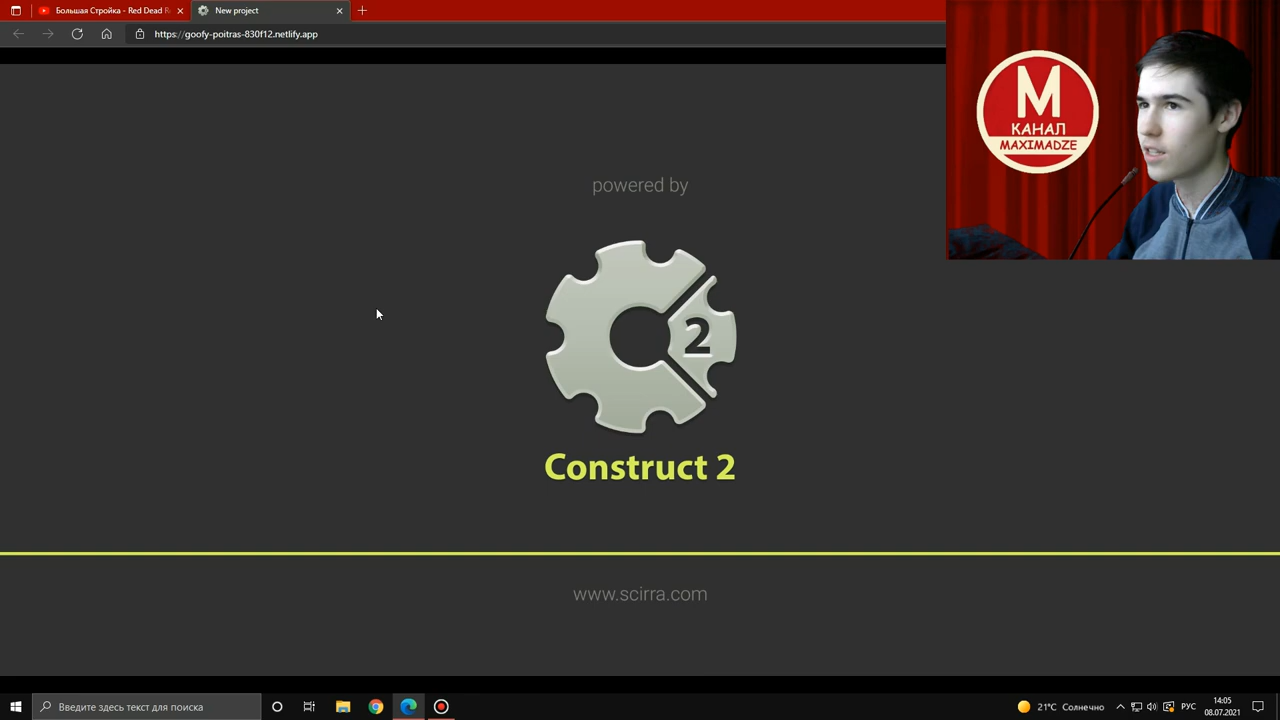 Большая Стройка - Red Dead R
New project
https://goofy-poitras-830f12.netlify.app
М
КАНАЛ
MAXIMADZE
powered by
2
Construct 2
www.scirra.com
Введите здесь текст для поиска
21°C Солнечно
РУС
14:05
08.07.2021